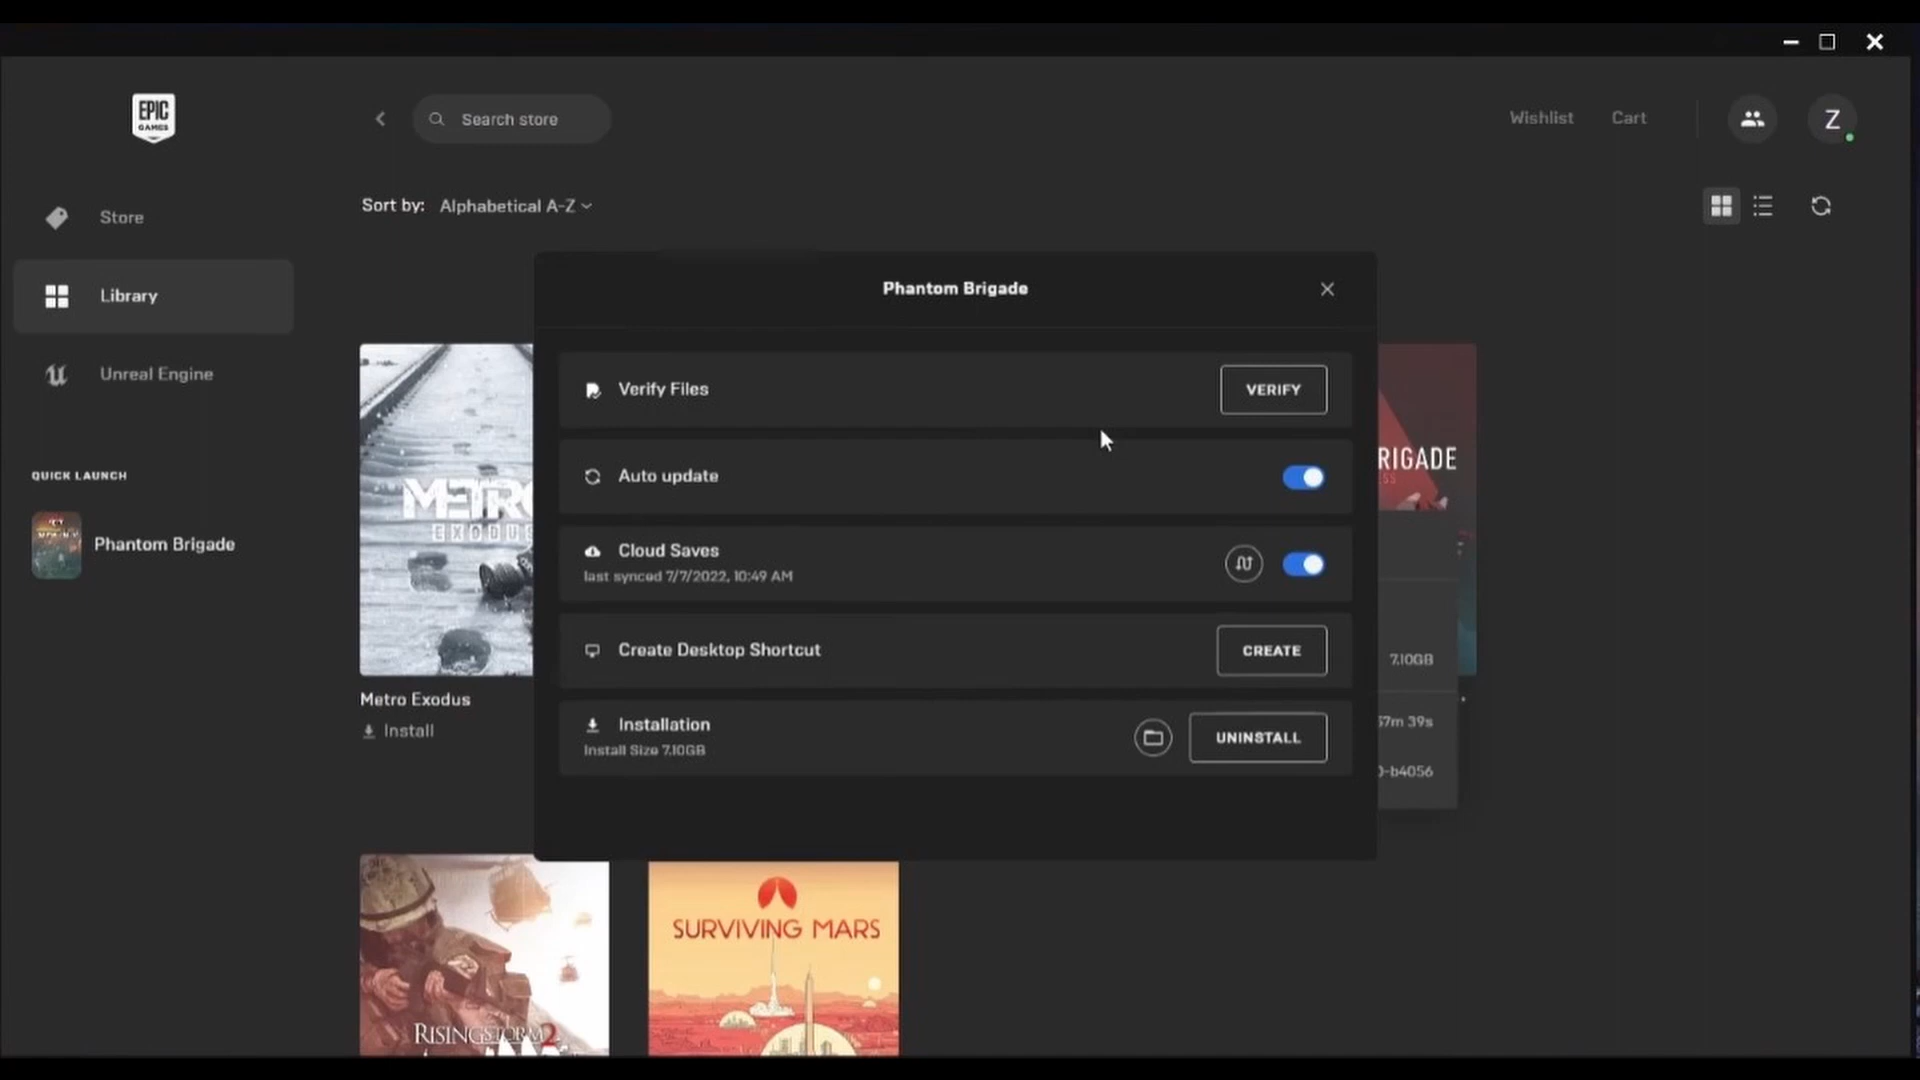 EPIC
GAMES
Search store
Wishlist
Cart
Z
Sort by: Alphabetical A-Z
Store
Library
Unreal Engine
QUICK LAUNCH
Phantom Brigade
Phantom Brigade
Verify Files
VERIFY
Auto update
Cloud Saves
last synced 7/7/2022, 10:49 AM
Create Desktop Shortcut
CREATE
Installation
Install Size 7.10GB
UNINSTALL
METRO
EXODUS
Metro Exodus
Install
RIGADE
7.10GB
57m 39s
0-b4056
RISING STORM 2
SURVIVING MARS